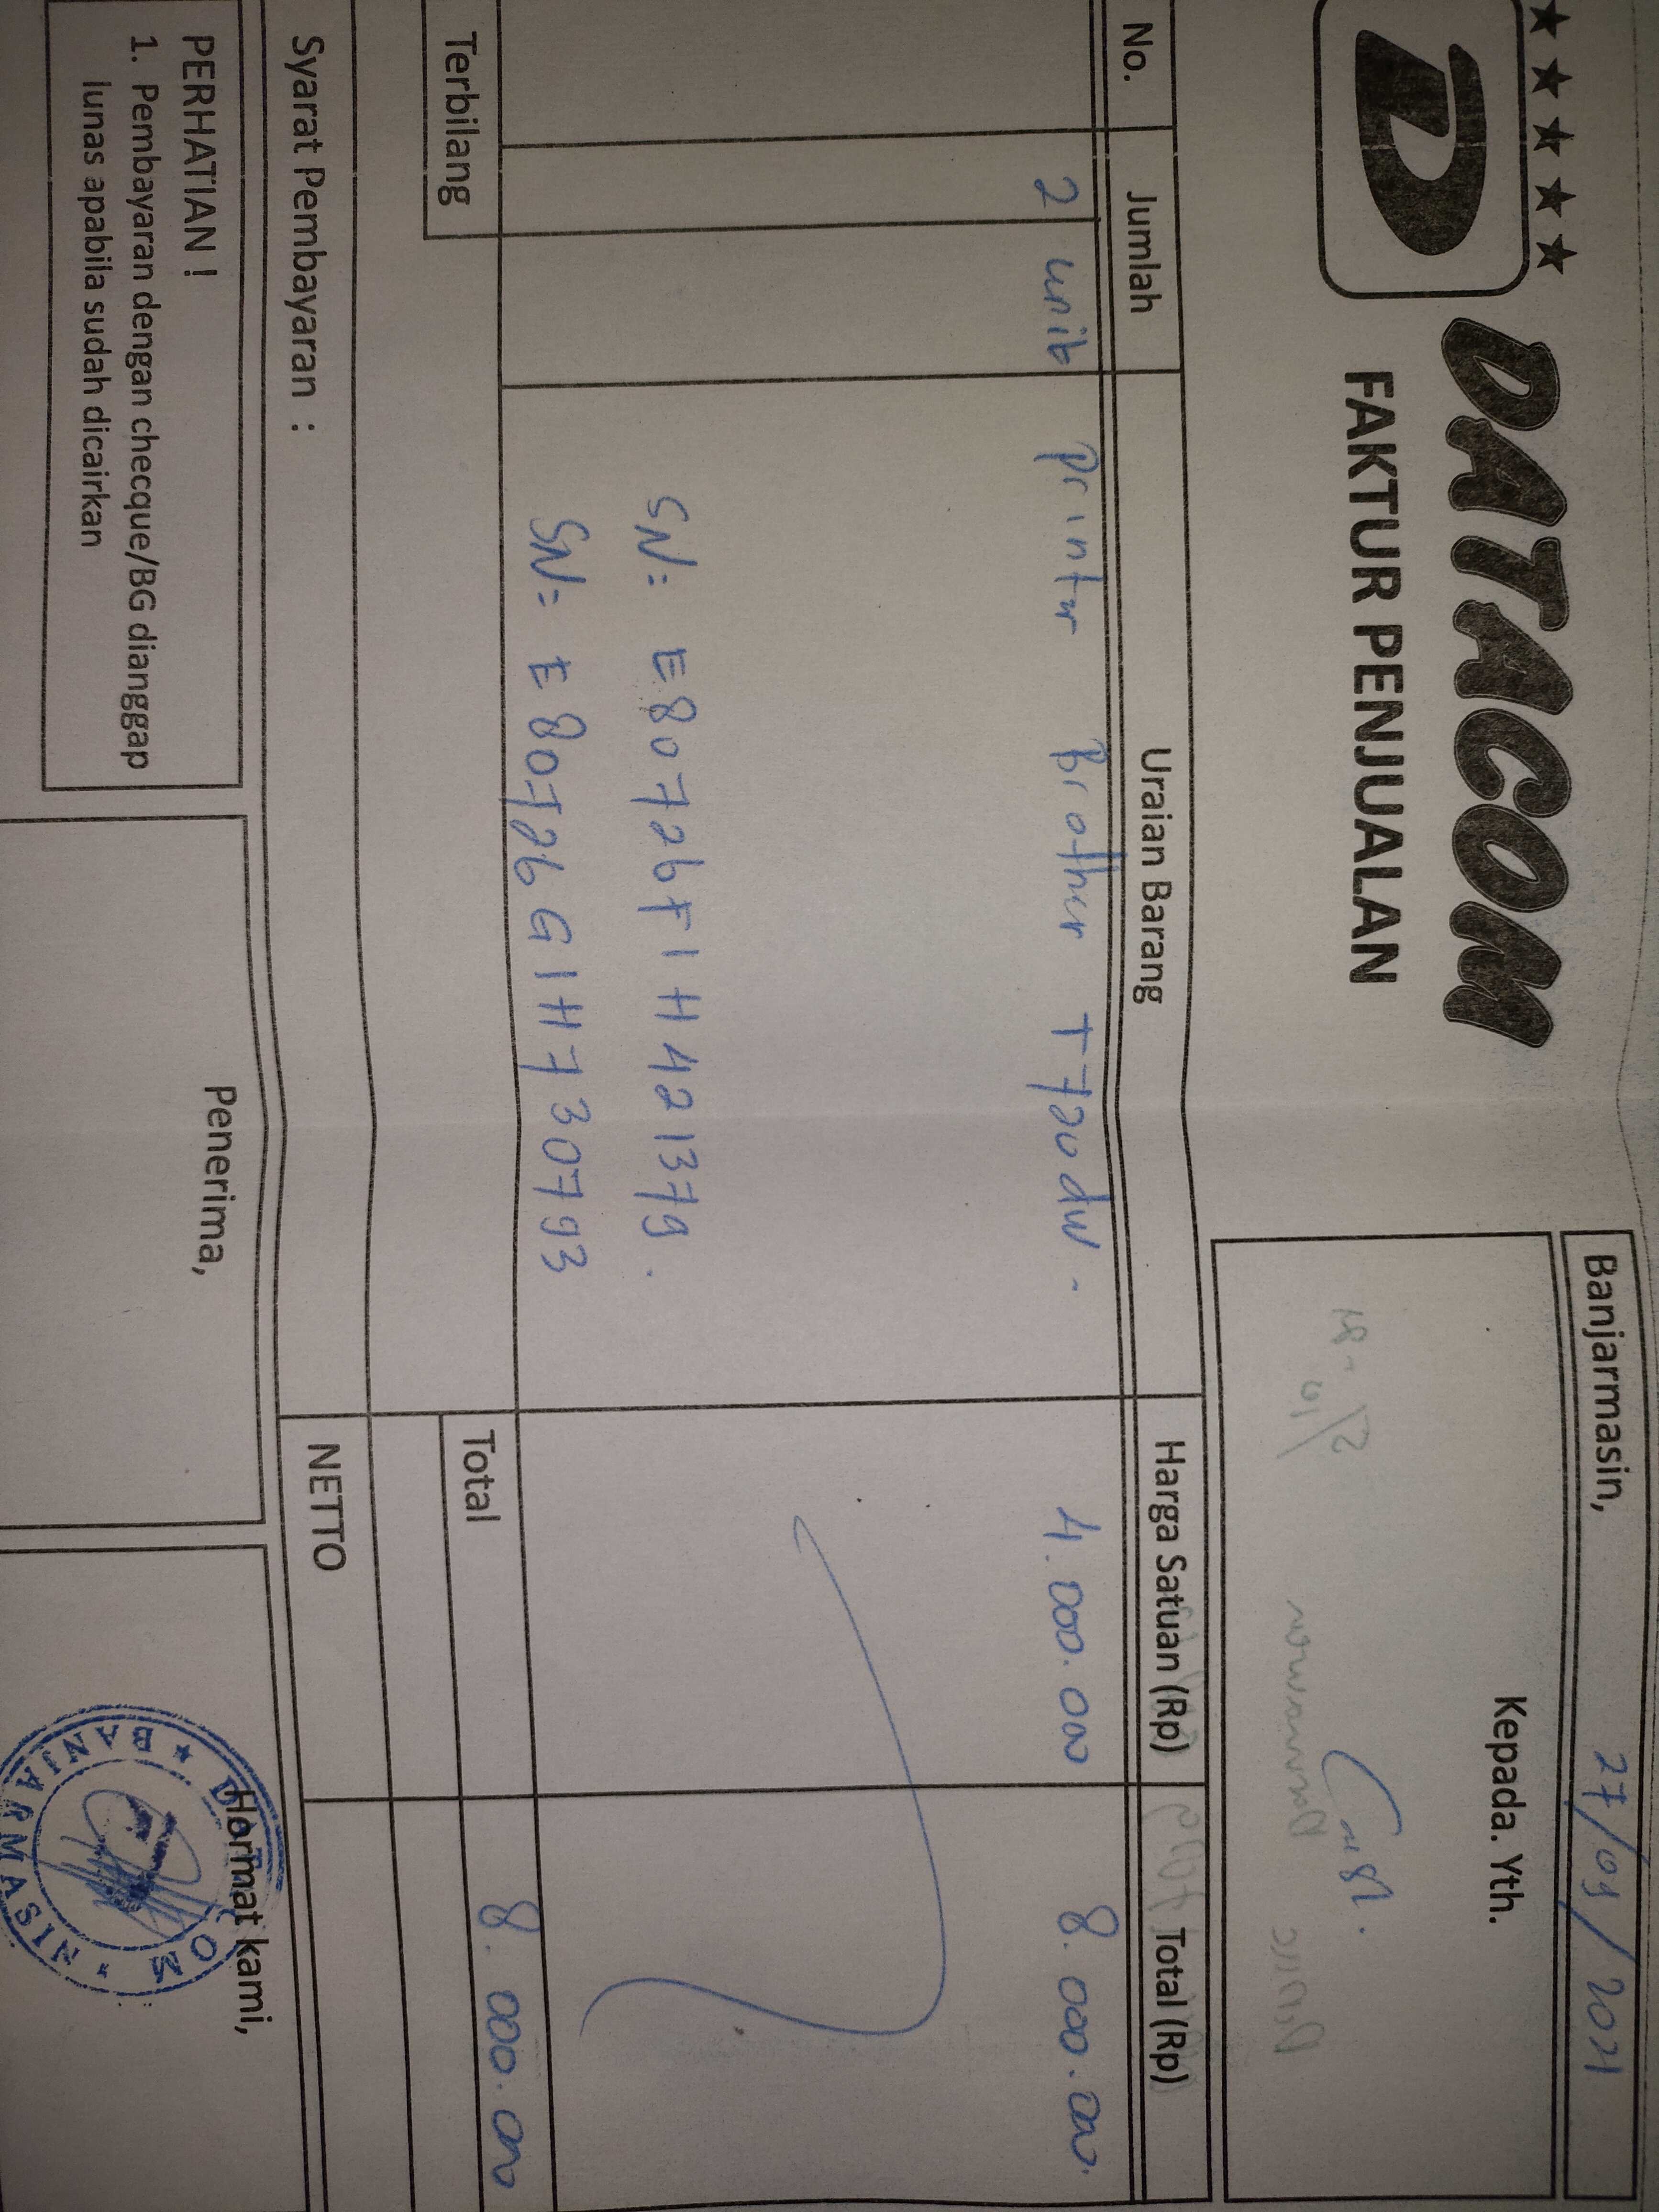 DATACOM
FAKTUR PENJUALAN
Banjarmasin, 27/09/2021
Kepada. Yth.
No. Jumlah Uraian Barang Harga Satuan (Rp) Total (Rp)
2 unit Printer Brother T720dw - 4.000.000 8.000.000.
SN: E80726F1H421379.
SN: E80726G1H730793
Terbilang Total 8.000.000
Syarat Pembayaran : NETTO
PERHATIAN !
1. Pembayaran dengan checque/BG dianggap
lunas apabila sudah dicairkan
Penerima,
Hormat kami,